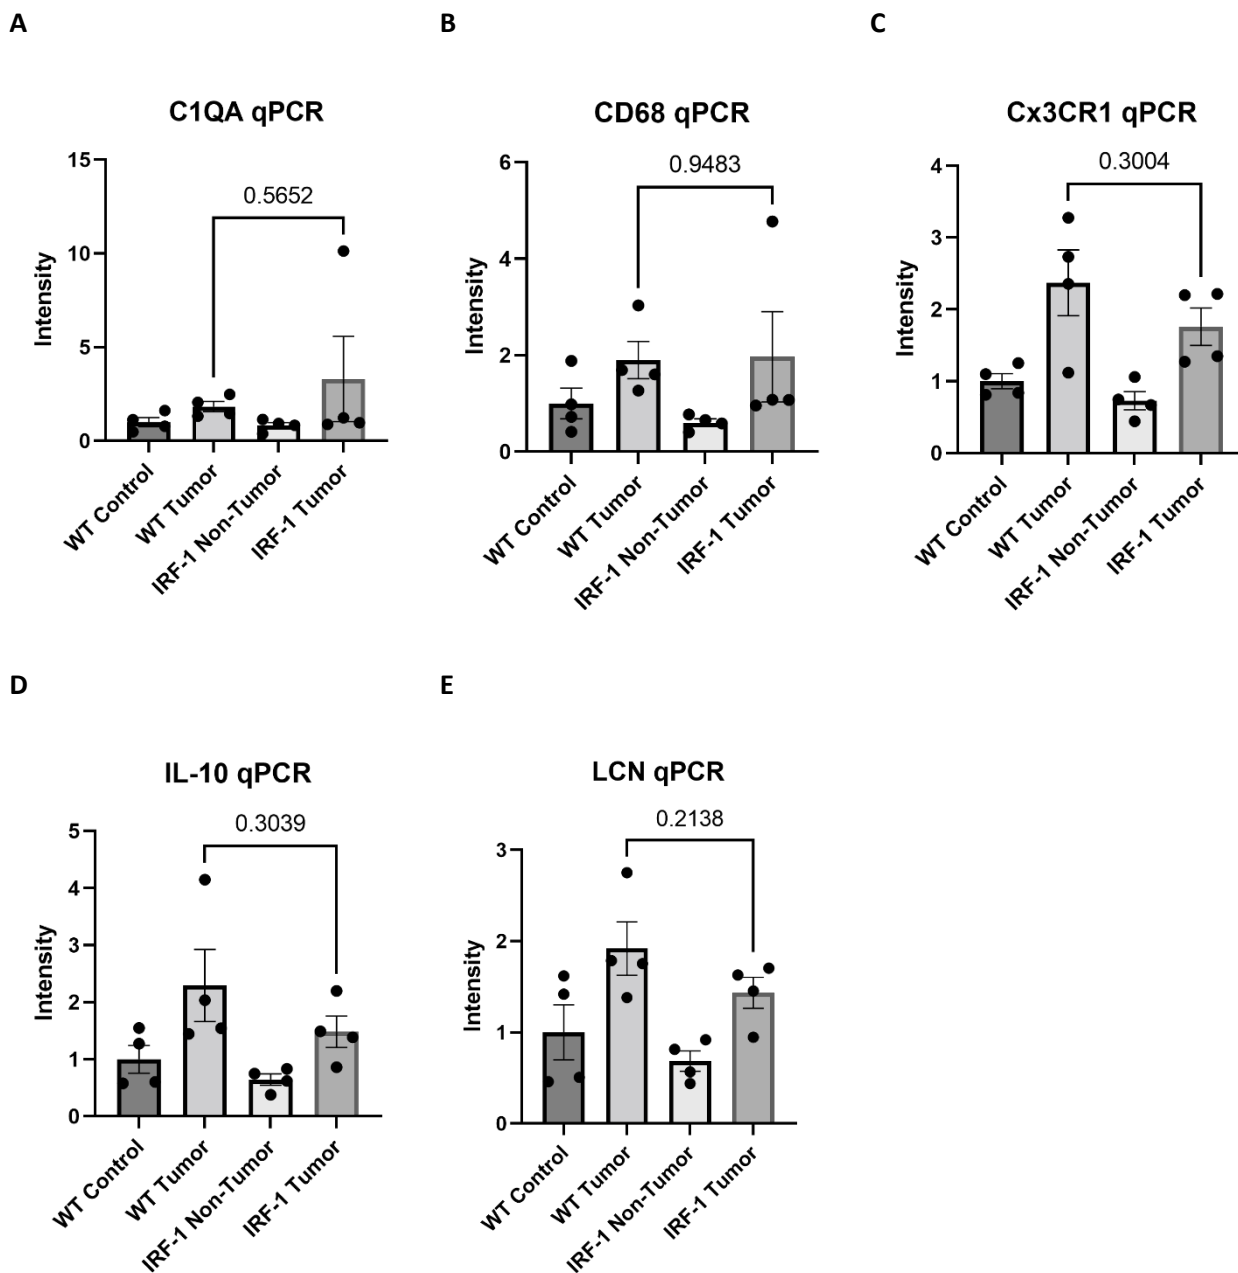 A
B
C
C1QA qPCR
15
10
5
0
Intensity
0.5652
WT Control
WT Tumor
IRF-1 Non-Tumor
IRF-1 Tumor
CD68 qPCR
6
4
2
0
Intensity
0.9483
WT Control
WT Tumor
IRF-1 Non-Tumor
IRF-1 Tumor
Cx3CR1 qPCR
4
3
2
1
0
Intensity
0.3004
WT Control
WT Tumor
IRF-1 Non-Tumor
IRF-1 Tumor
D
E
IL-10 qPCR
5
4
3
2
1
0
Intensity
0.3039
WT Control
WT Tumor
IRF-1 Non-Tumor
IRF-1 Tumor
LCN qPCR
3
2
1
0
Intensity
0.2138
WT Control
WT Tumor
IRF-1 Non-Tumor
IRF-1 Tumor